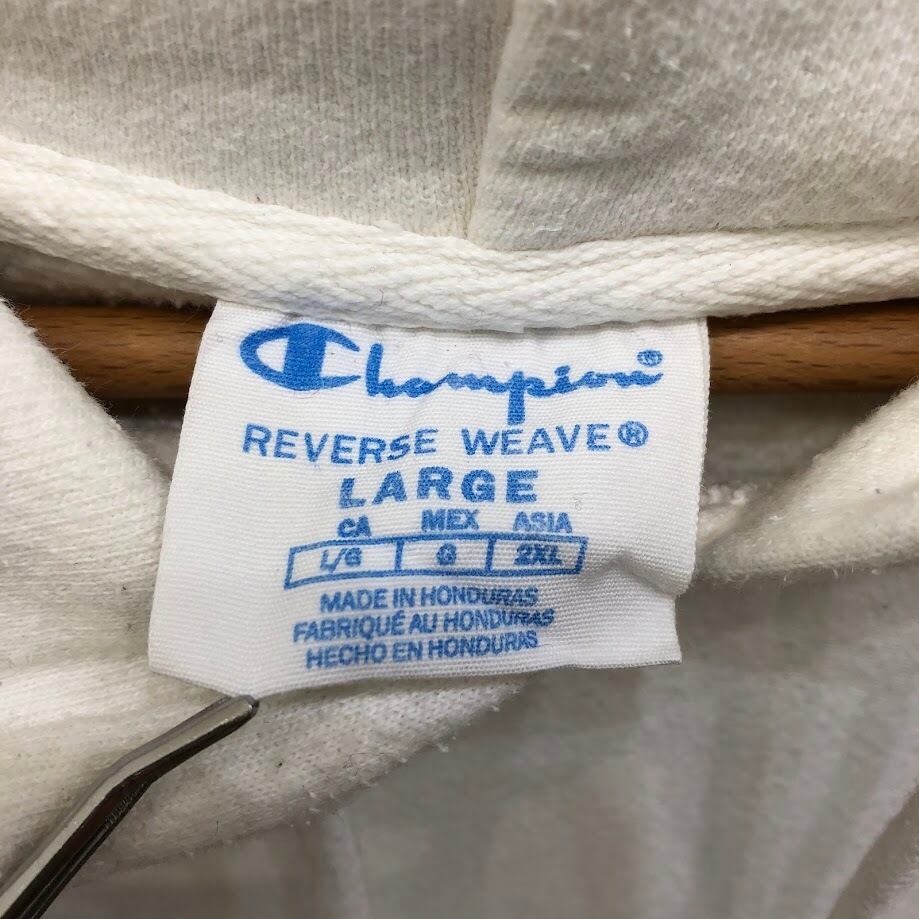 Champion®
REVERSE WEAVE®
LARGE
CA MEX ASIA
L/G G 2XL
MADE IN HONDURAS
FABRIQUÉ AU HONDURAS
HECHO EN HONDURAS